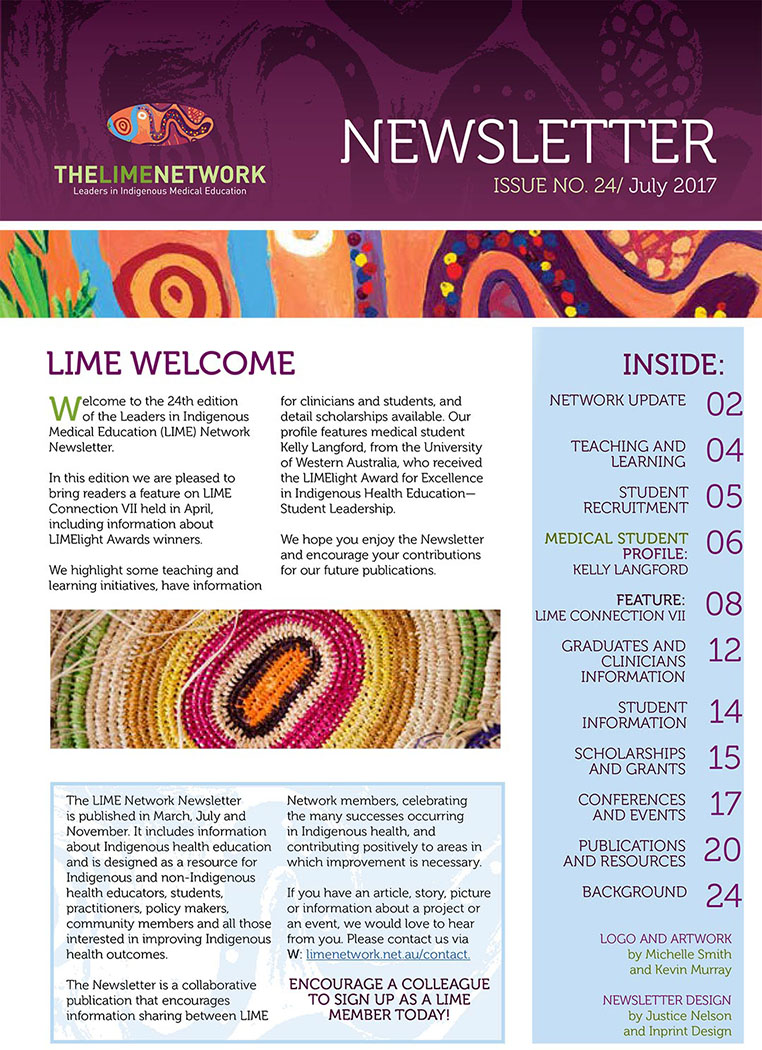 THELIMENETWORK
Leaders in Indigenous Medical Education
NEWSLETTER
ISSUE NO. 24/ July 2017
LIME WELCOME
Welcome to the 24th edition
of the Leaders in Indigenous
Medical Education (LIME) Network
Newsletter.
In this edition we are pleased to
bring readers a feature on LIME
Connection VII held in April,
including information about
LIMElight Awards winners.
We highlight some teaching and
learning initiatives, have information
for clinicians and students, and
detail scholarships available. Our
profile features medical student
Kelly Langford, from the University
of Western Australia, who received
the LIMElight Award for Excellence
in Indigenous Health Education—
Student Leadership.
We hope you enjoy the Newsletter
and encourage your contributions
for our future publications.
The LIME Network Newsletter
is published in March, July and
November. It includes information
about Indigenous health education
and is designed as a resource for
Indigenous and non-Indigenous
health educators, students,
practitioners, policy makers,
community members and all those
interested in improving Indigenous
health outcomes.
The Newsletter is a collaborative
publication that encourages
information sharing between LIME
Network members, celebrating
the many successes occurring
in Indigenous health, and
contributing positively to areas in
which improvement is necessary.
If you have an article, story, picture
or information about a project or
an event, we would love to hear
from you. Please contact us via
W: limenetwork.net.au/contact.
ENCOURAGE A COLLEAGUE
TO SIGN UP AS A LIME
MEMBER TODAY!
INSIDE:
NETWORK UPDATE 02
TEACHING AND
LEARNING 04
STUDENT
RECRUITMENT 05
MEDICAL STUDENT
PROFILE: 06
KELLY LANGFORD
FEATURE: 08
LIME CONNECTION VII
GRADUATES AND 12
CLINICIANS
INFORMATION
STUDENT
INFORMATION 14
SCHOLARSHIPS
AND GRANTS 15
CONFERENCES
AND EVENTS 17
PUBLICATIONS
AND RESOURCES 20
BACKGROUND 24
LOGO AND ARTWORK
by Michelle Smith
and Kevin Murray
NEWSLETTER DESIGN
by Justice Nelson
and Inprint Design